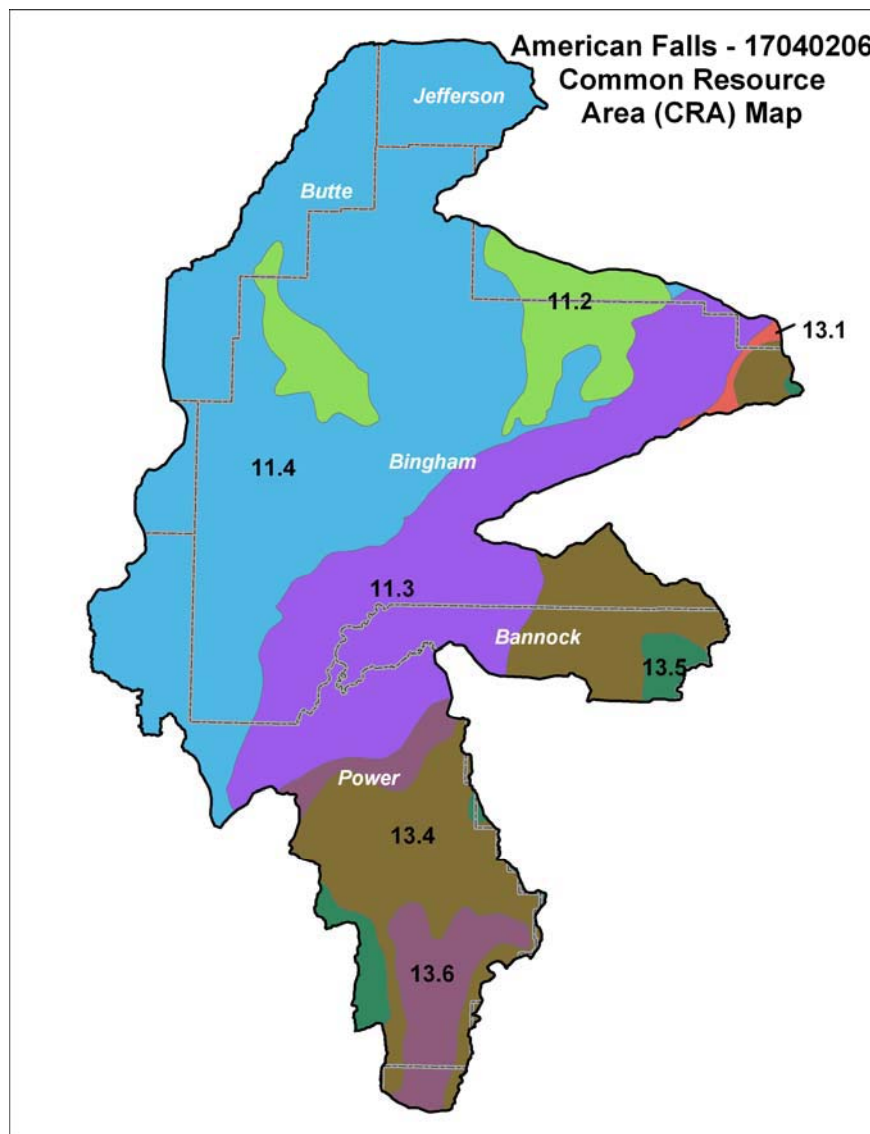 American Falls - 17040206
Common Resource
Area (CRA) Map
Jefferson
Butte
11.2
13.1
11.4
Bingham
11.3
Bannock
13.5
Power
13.4
13.6